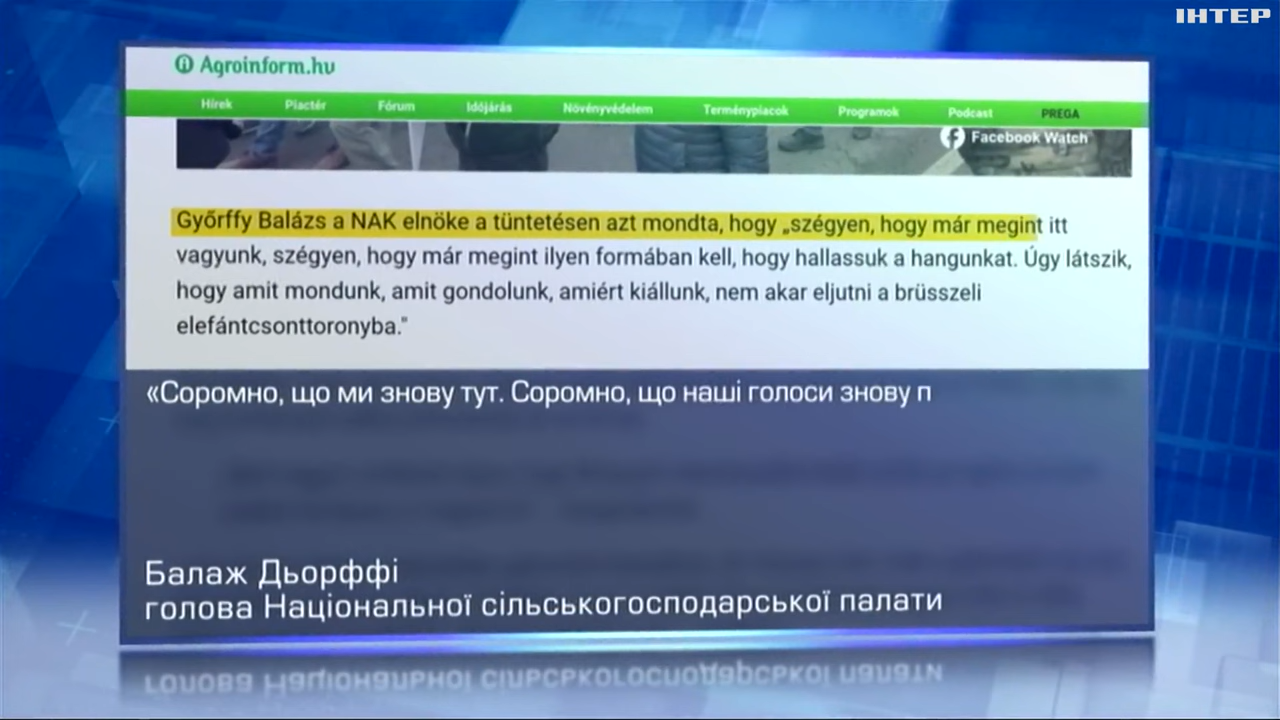 ІНТЕР
Agroinform.hu
Hírek Piactér Fórum Időjárás Növényvédelem Terménypiacok Programok Podcast PREGA
Facebook Watch
Győrffy Balázs a NAK elnöke a tüntetésen azt mondta, hogy „szégyen, hogy már megint itt
vagyunk, szégyen, hogy már megint ilyen formában kell, hogy hallassuk a hangunkat. Úgy látszik,
hogy amit mondunk, amit gondolunk, amiért kiállunk, nem akar eljutni a brüsszeli
elefántcsonttoronyba."
«Соромно, що ми знову тут. Соромно, що наші голоси знову п
Балаж Дьорффі
голова Національної сільськогосподарської палати